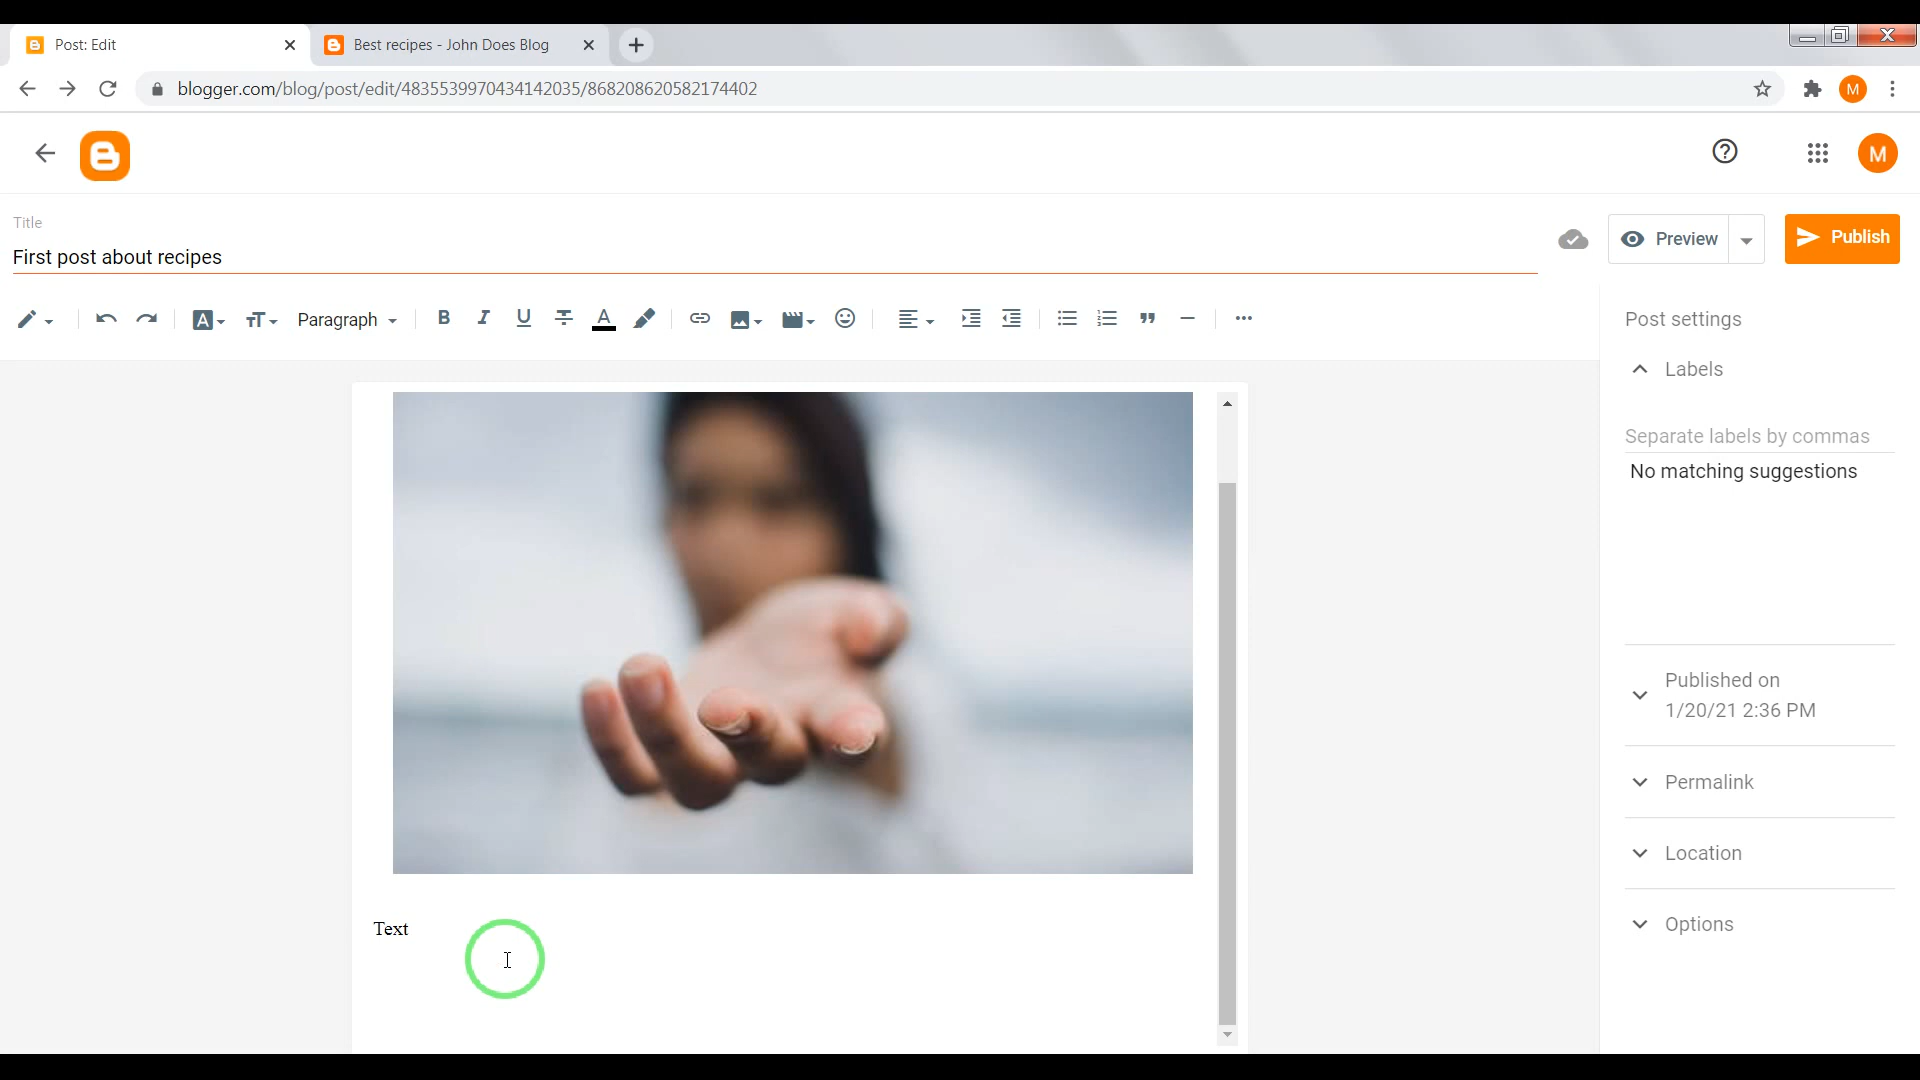 Post: Edit
Best recipes - John Does Blog
blogger.com/blog/post/edit/4835539970434142035/868208620582174402
M
M
Title
First post about recipes
Preview
Publish
A
TT
Paragraph
B
I
U
S
A
Post settings
Labels
Separate labels by commas
No matching suggestions
Published on
1/20/21 2:36 PM
Permalink
Location
Options
Text